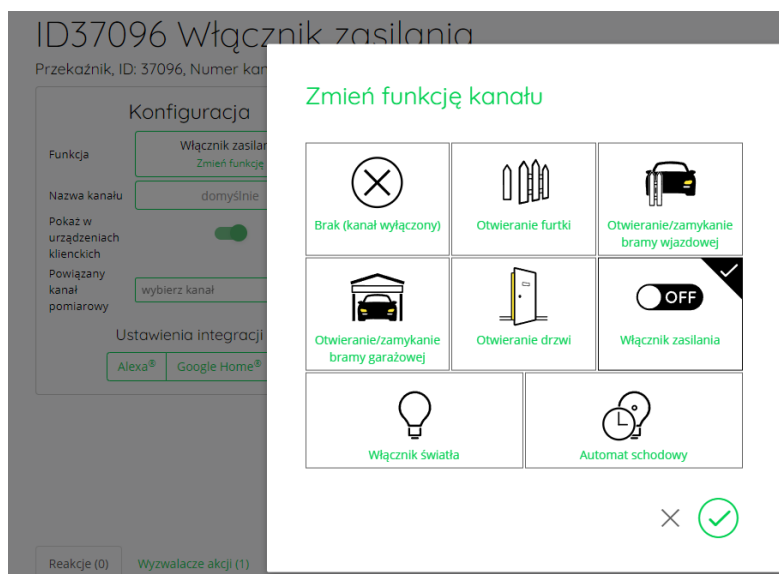 ID37096 Włącznik zasilania
Przekaźnik, ID: 37096, Numer kan
Konfiguracja
Funkcja
Włącznik zasilan
Zmień funkcję
Nazwa kanału
domyślnie
Pokaż w
urządzeniach
klienckich
Powiązany
kanał
pomiarowy
wybierz kanał
Ustawienia integracji
Alexa®
Google Home®
Reakcje (0)
Wyzwalacze akcji (1)
Zmień funkcję kanału
Brak (kanał wyłączony)
Otwieranie furtki
Otwieranie/zamykanie
bramy wjazdowej
Otwieranie/zamykanie
bramy garażowej
Otwieranie drzwi
OFF
Włącznik zasilania
Włącznik światła
Automat schodowy